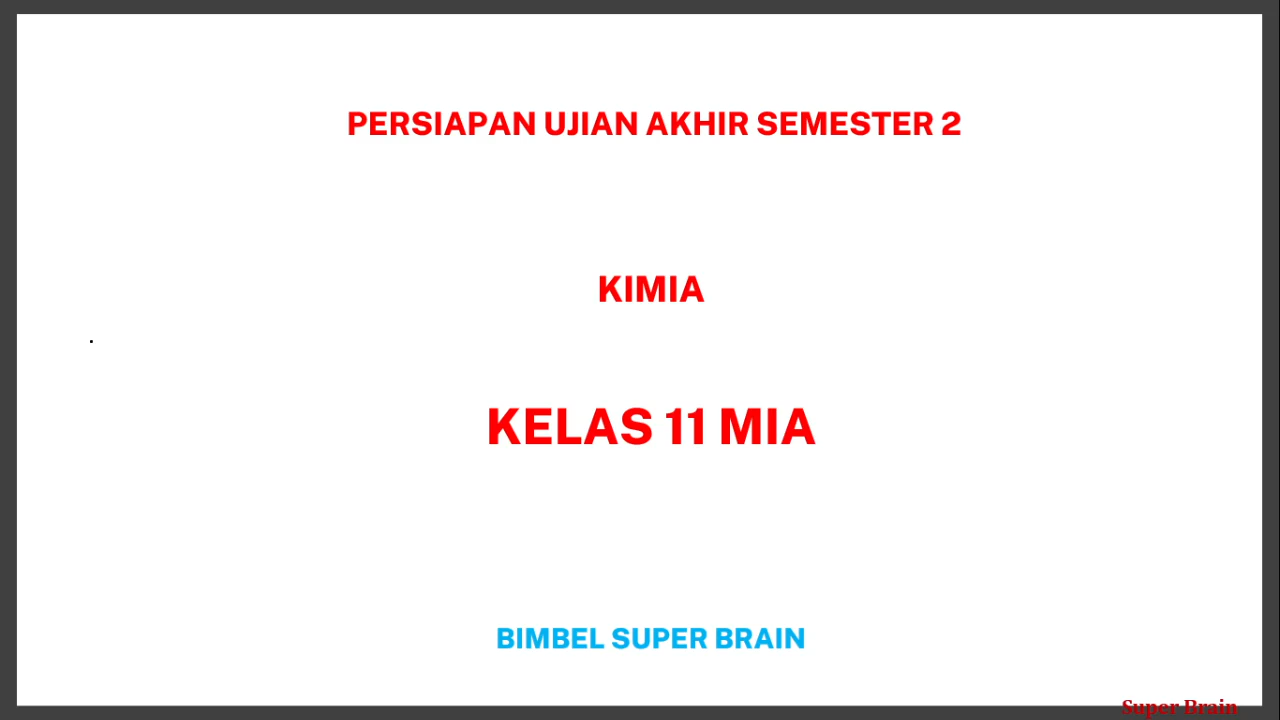 PERSIAPAN UJIAN AKHIR SEMESTER 2
KIMIA
.
KELAS 11 MIA
BIMBEL SUPER BRAIN
Super Brain